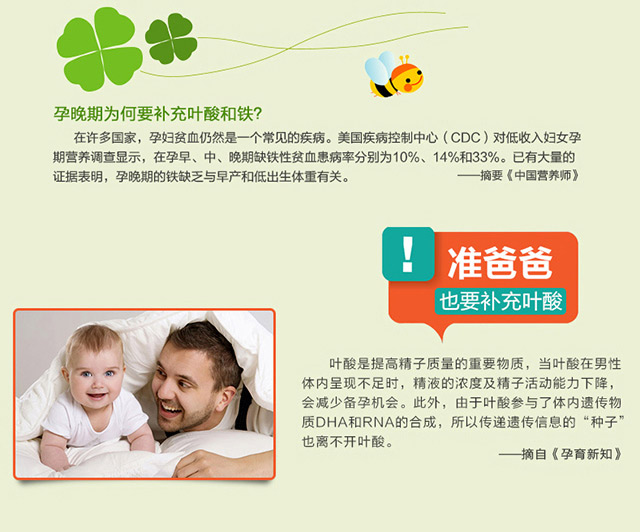 孕晚期为何要补充叶酸和铁?
在许多国家，孕妇贫血仍然是一个常见的疾病。美国疾病控制中心（CDC）对低收入妇女孕
期营养调查显示，在孕早、中、晚期缺铁性贫血患病率分别为10%、14%和33%。已有大量的
证据表明，孕晚期的铁缺乏与早产和低出生体重有关。
——摘要《中国营养师》
!
准爸爸
也要补充叶酸
叶酸是提高精子质量的重要物质，当叶酸在男性
体内呈现不足时，精液的浓度及精子活动能力下降，
会减少备孕机会。此外，由于叶酸参与了体内遗传物
质DHA和RNA的合成，所以传递遗传信息的“种子”
也离不开叶酸。
——摘自《孕育新知》